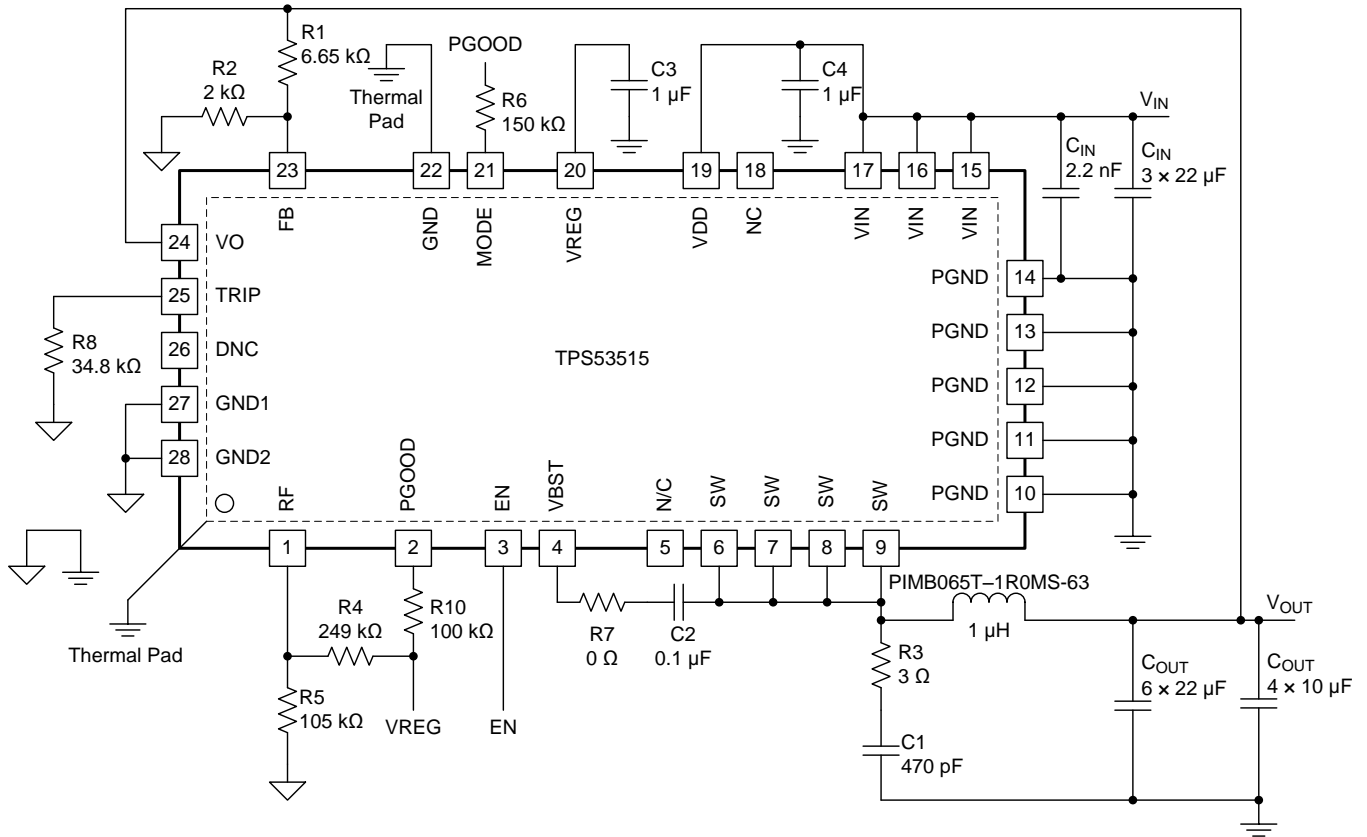 R1
6.65 kΩ
R2
2 kΩ
Thermal
Pad
PGOOD
R6
150 kΩ
C3
1 µF
C4
1 µF
VIN
CIN
2.2 nF
CIN
3 × 22 µF
23
22
21
20
19
18
17
16
15
FB
GND
MODE
VREG
VDD
NC
VIN
VIN
VIN
24
VO
25
TRIP
26
DNC
27
GND1
28
GND2
R8
34.8 kΩ
TPS53515
PGND
14
PGND
13
PGND
12
PGND
11
PGND
10
RF
PGOOD
EN
VBST
N/C
SW
SW
SW
SW
1
2
3
4
5
6
7
8
9
Thermal Pad
R4
249 kΩ
R10
100 kΩ
R5
105 kΩ
VREG
EN
R7
0 Ω
C2
0.1 µF
PIMB065T–1R0MS-63
1 µH
R3
3 Ω
C1
470 pF
VOUT
COUT
6 × 22 µF
COUT
4 × 10 µF